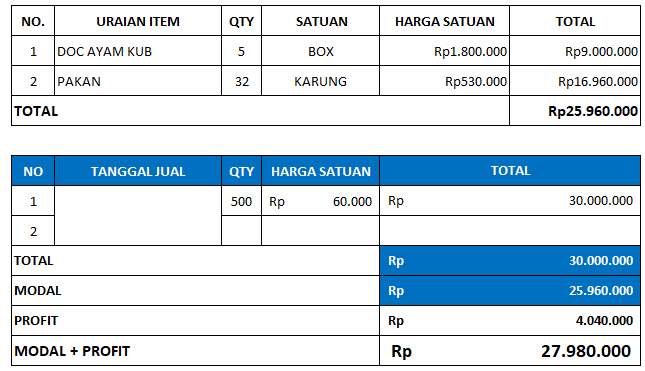 NO. URAIAN ITEM QTY SATUAN HARGA SATUAN TOTAL
1 DOC AYAM KUB 5 BOX Rp1.800.000 Rp9.000.000
2 PAKAN 32 KARUNG Rp530.000 Rp16.960.000
TOTAL Rp25.960.000
NO TANGGAL JUAL QTY HARGA SATUAN TOTAL
1 500 Rp 60.000 Rp 30.000.000
2
TOTAL Rp 30.000.000
MODAL Rp 25.960.000
PROFIT Rp 4.040.000
MODAL + PROFIT Rp 27.980.000